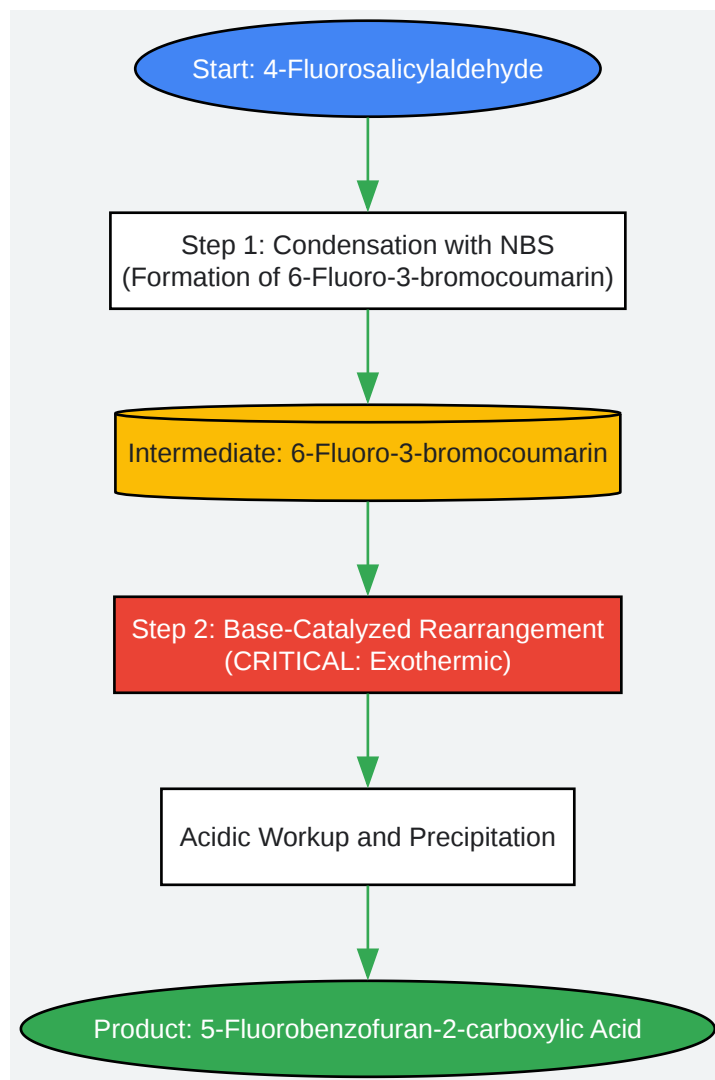 Start: 4-Fluorosalicylaldehyde
Step 1: Condensation with NBS
(Formation of 6-Fluoro-3-bromocoumarin)
Intermediate: 6-Fluoro-3-bromocoumarin
Step 2: Base-Catalyzed Rearrangement
(CRITICAL: Exothermic)
Acidic Workup and Precipitation
Product: 5-Fluorobenzofuran-2-carboxylic Acid